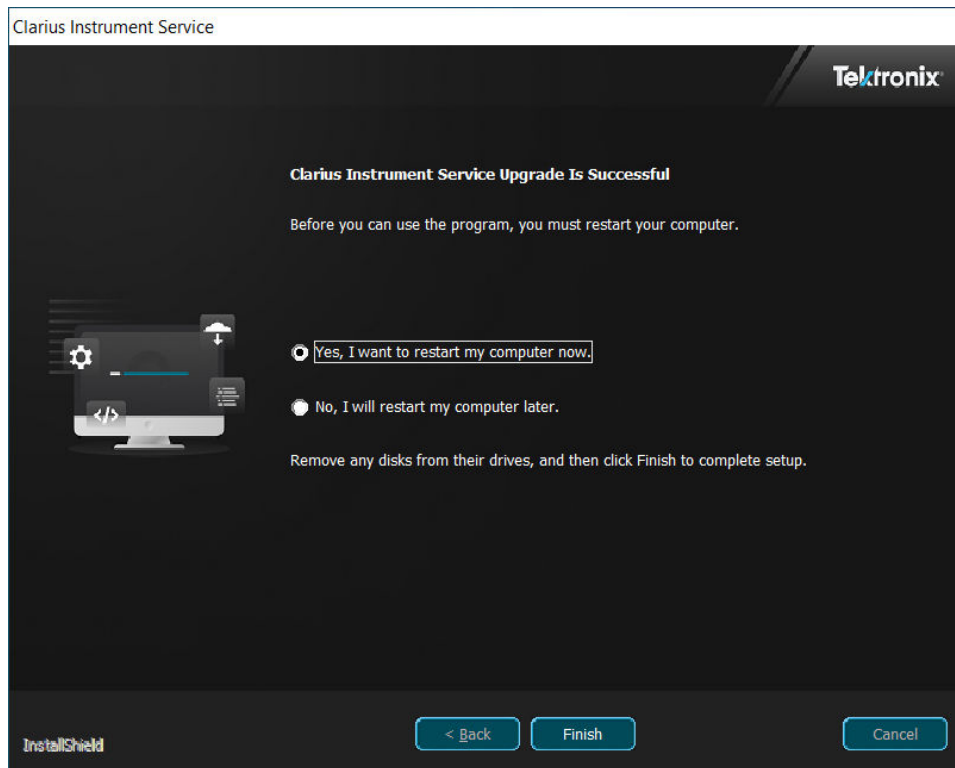 Clarius Instrument Service
Tektronix
Clarius Instrument Service Upgrade Is Successful
Before you can use the program, you must restart your computer.
Yes, I want to restart my computer now.
No, I will restart my computer later.
Remove any disks from their drives, and then click Finish to complete setup.
</>
InstallShield
< Back
Finish
Cancel